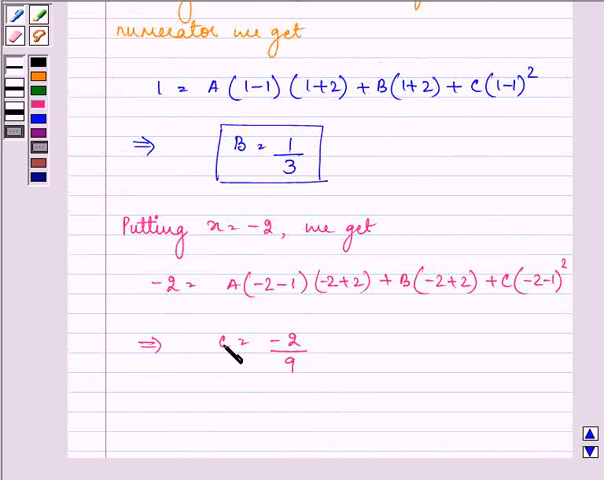 numerator we get
1 = A(1-1)(1+2) + B(1+2) + C(1-1)²
⇒ B = 1/3
Putting x = -2, we get
-2 = A(-2-1)(-2+2) + B(-2+2) + C(-2-1)²
⇒ C = -2/9